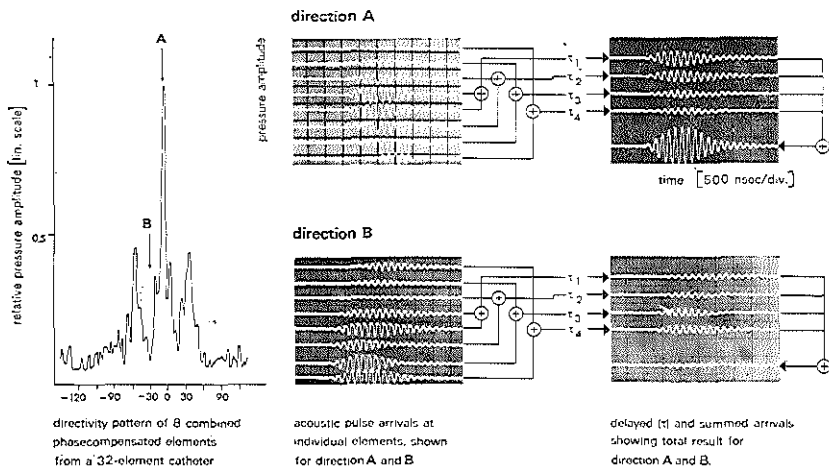 direction A
A
B
relative pressure amplitude [lin. scale]
1
0.5
-120 -90 -30 0 30 90
directivity pattern of 8 combined
phasecompensated elements
from a 32-element catheter
pressure amplitude
τ1
τ2
τ3
τ4
time [500 nsec/div.]
direction B
τ1
τ2
τ3
τ4
acoustic pulse arrivals at
individual elements, shown
for direction A and B
delayed [τ] and summed arrivals
showing total result for
direction A and B.